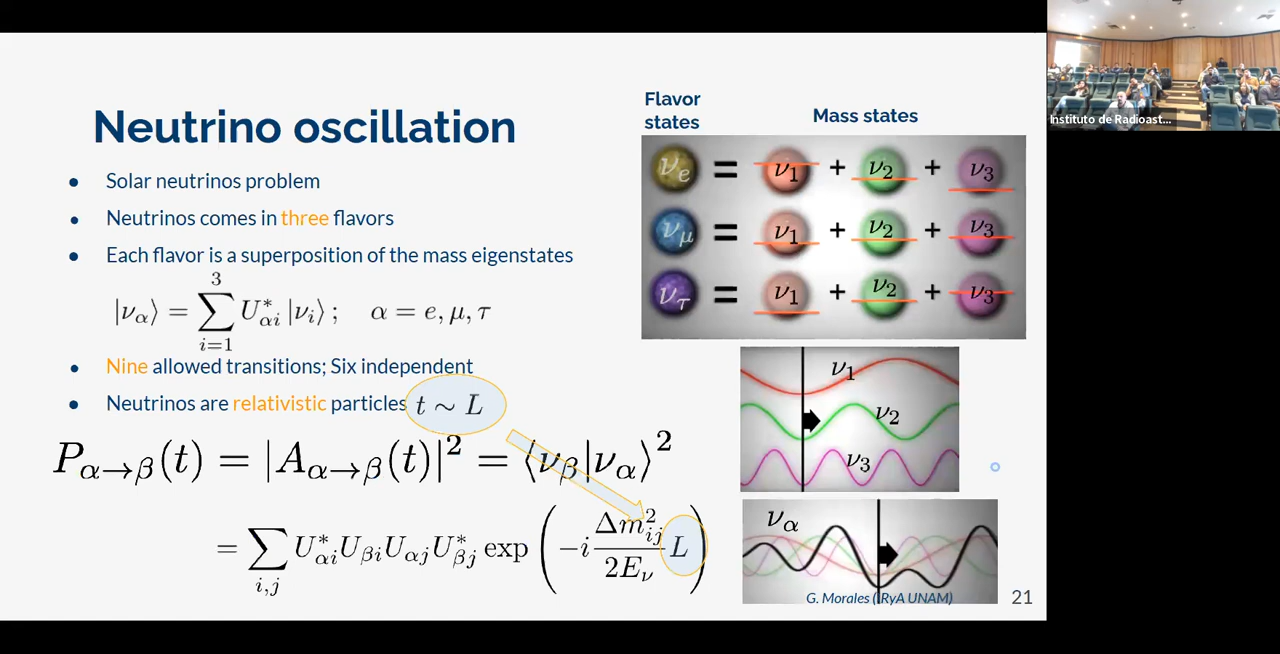 Neutrino oscillation
• Solar neutrinos problem
• Neutrinos comes in three flavors
• Each flavor is a superposition of the mass eigenstates
|ν_α⟩ = ∑_{i=1}^{3} U*_{αi} |ν_i⟩ ;   α = e, μ, τ
• Nine allowed transitions; Six independent
• Neutrinos are relativistic particles t ∼ L
P_{α→β}(t) = |A_{α→β}(t)|² = ⟨ν_β|ν_α⟩²
= ∑_{i,j} U*_{αi} U_{βi} U_{αj} U*_{βj} exp ( −i Δm²_{ij} / 2E_ν L )
Flavor
states
Mass states
ν_e = ν_1 + ν_2 + ν_3
ν_μ = ν_1 + ν_2 + ν_3
ν_τ = ν_1 + ν_2 + ν_3
ν_1
ν_2
ν_3
ν_α
G. Morales (IRyA UNAM)
21
Instituto de Radioast...